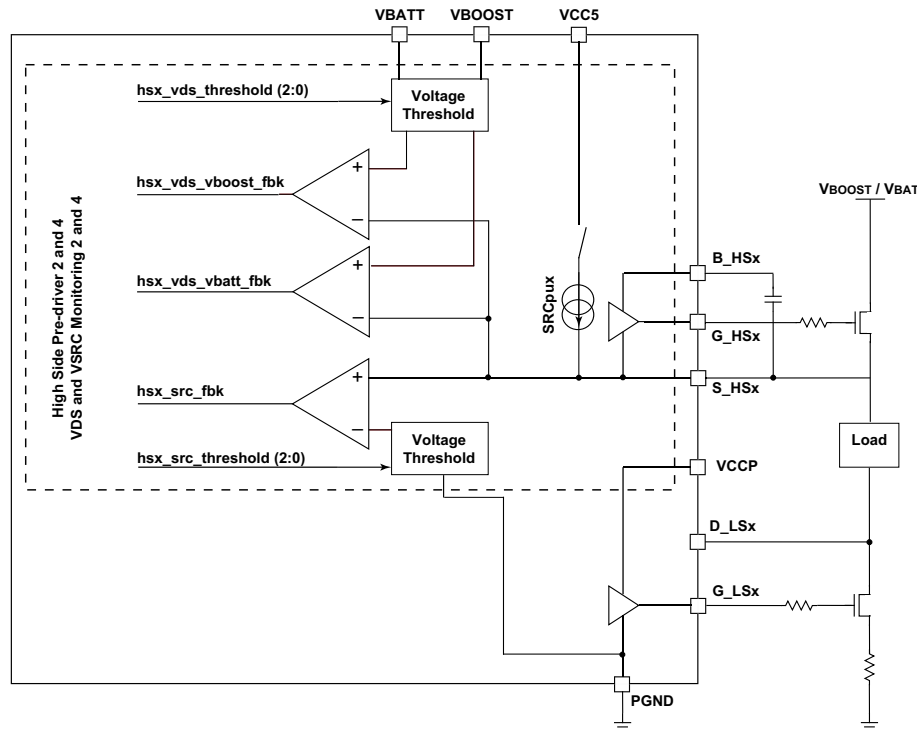 VBATT
VBOOST
VCC5
hsx_vds_threshold (2:0)
Voltage
Threshold
+
hsx_vds_vboost_fbk
−
High Side Pre-driver 2 and 4
VDS and VSRC Monitoring 2 and 4
+
hsx_vds_vbatt_fbk
−
SRCpux
VBOOST / VBAT
B_HSx
G_HSx
+
hsx_src_fbk
S_HSx
−
hsx_src_threshold (2:0)
Voltage
Threshold
Load
VCCP
D_LSx
G_LSx
PGND